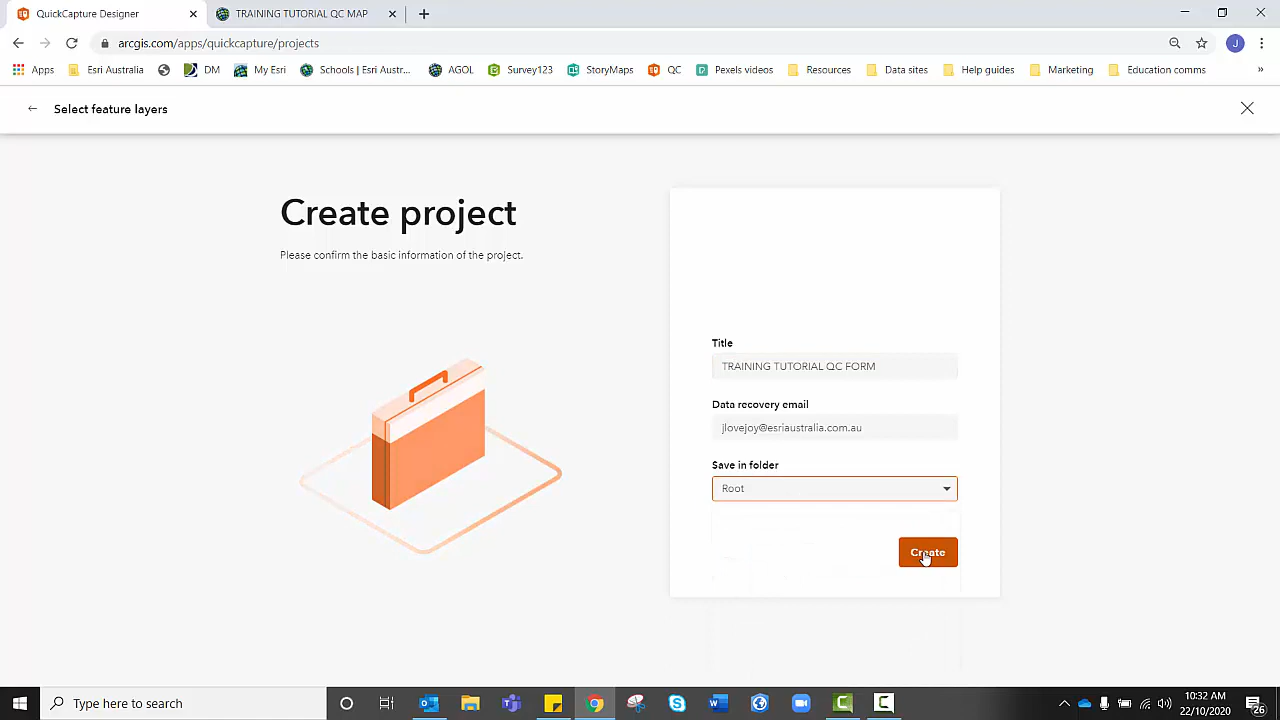 QuickCapture Designer
TRAINING TUTORIAL QC MAP
arcgis.com/apps/quickcapture/projects
J
Apps
Esri Australia
DM
My Esri
Schools | Esri Austr...
AGOL
Survey123
StoryMaps
QC
Pexels videos
Resources
Data sites
Help guides
Marketing
Education comms
»
Select feature layers
Create project
Please confirm the basic information of the project.
Title
TRAINING TUTORIAL QC FORM
Data recovery email
jlovejoy@esriaustralia.com.au
Save in folder
Root
Create
Type here to search
10:32 AM
22/10/2020
26